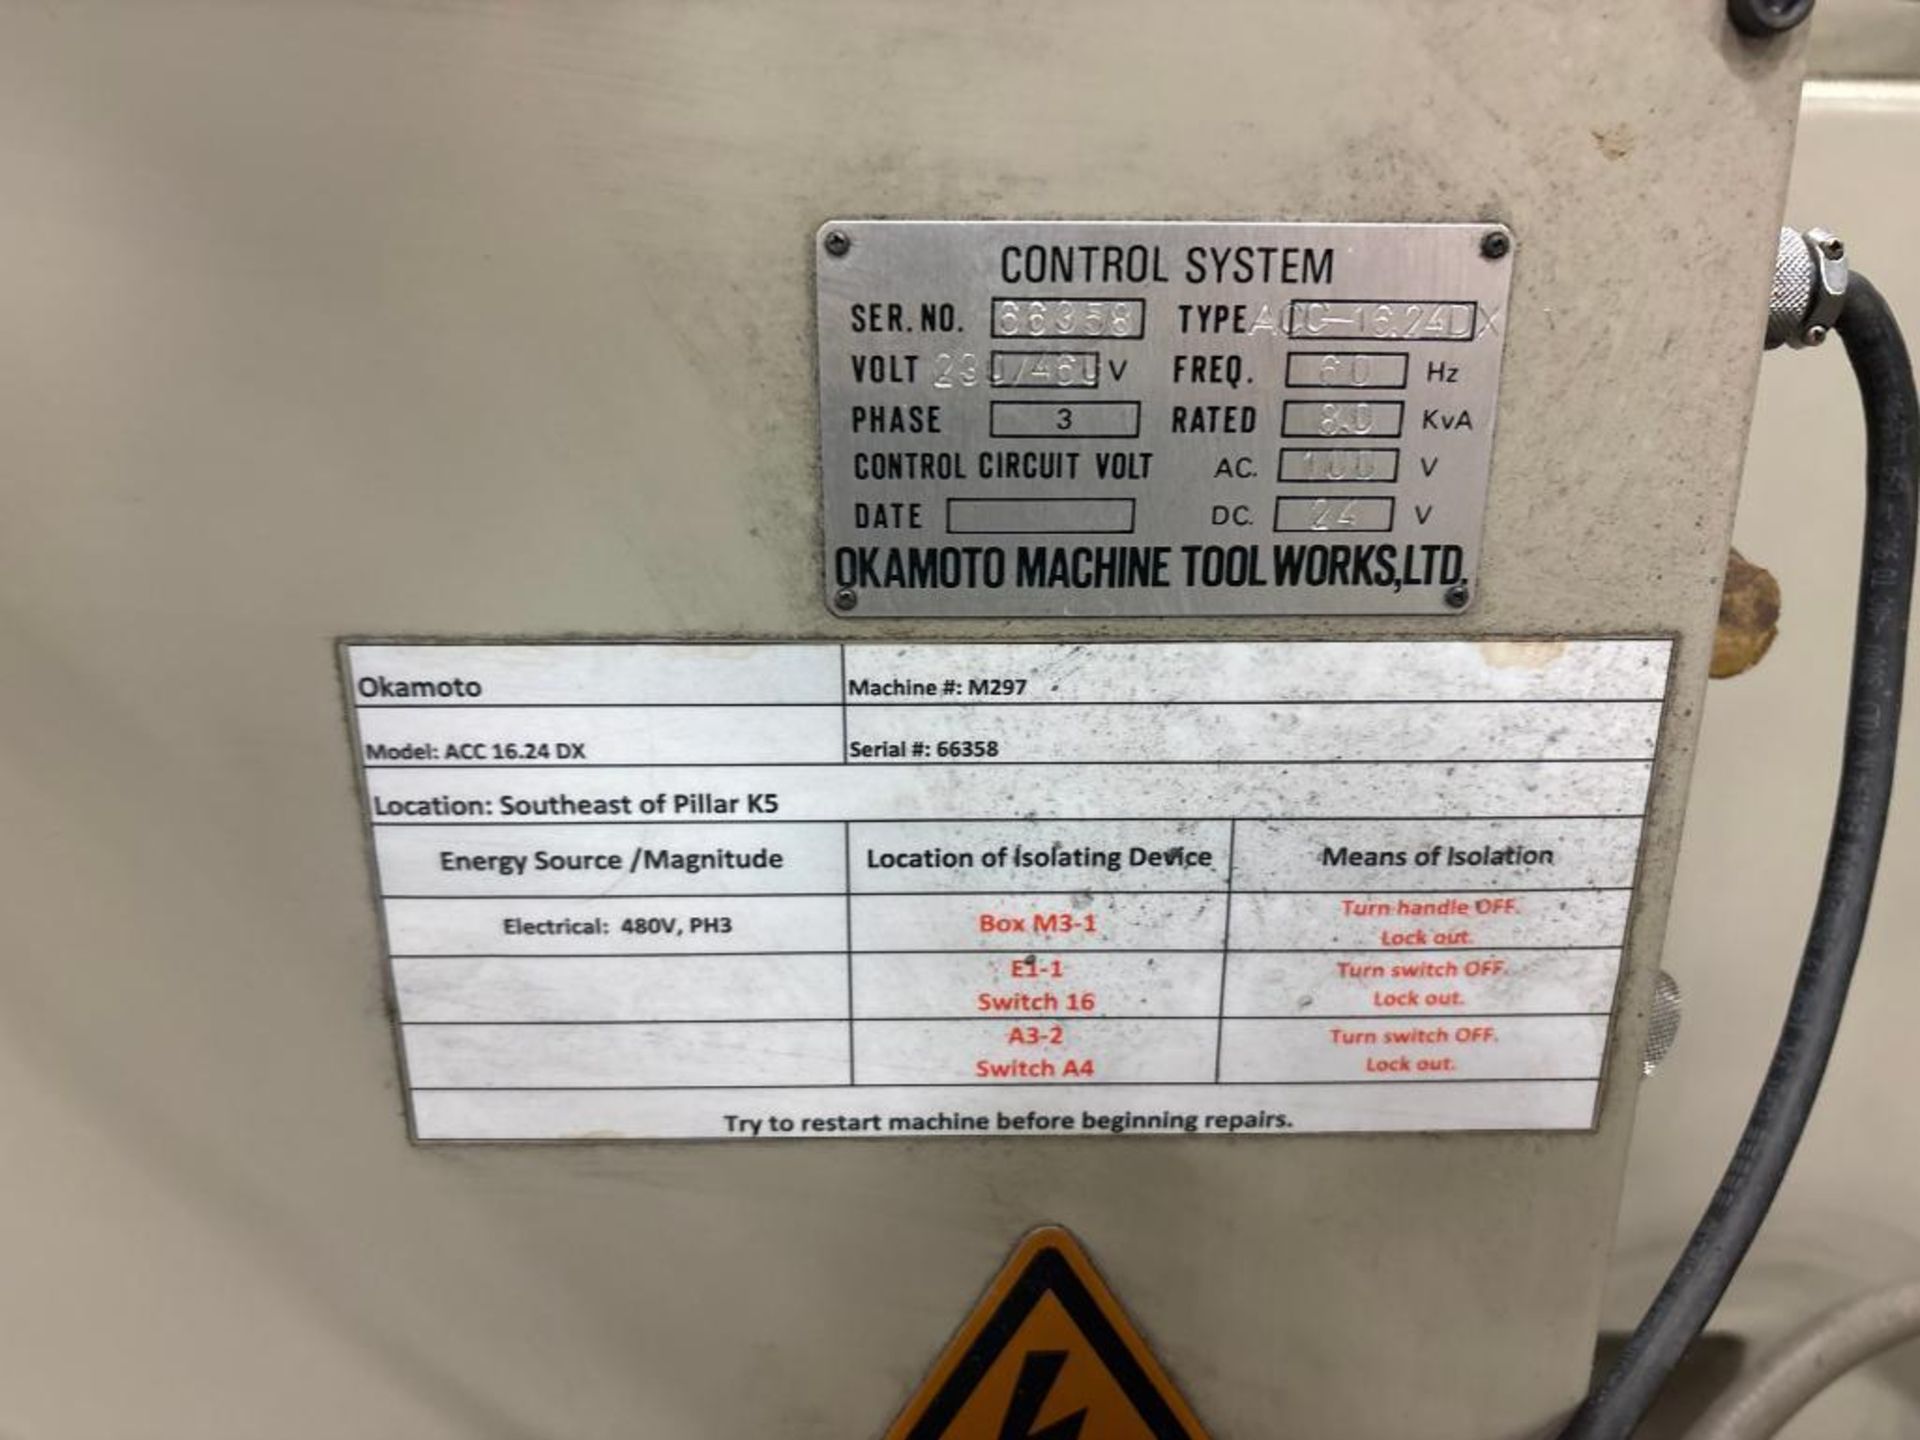 CONTROL SYSTEM
SER. NO. 66358 TYPE ACC-16.24DX
VOLT 230/460 V FREQ. 60 Hz
PHASE 3 RATED 8.0 KvA
CONTROL CIRCUIT VOLT AC. 100 V
DATE DC. 24 V
OKAMOTO MACHINE TOOL WORKS, LTD.
Okamoto Machine #: M297
Model: ACC 16.24 DX Serial #: 66358
Location: Southeast of Pillar K5
Energy Source /Magnitude Location of Isolating Device Means of Isolation
Electrical: 480V, PH3 Box M3-1 Turn handle OFF.
Lock out.
E1-1 Turn switch OFF.
Switch 16 Lock out.
A3-2 Turn switch OFF.
Switch A4 Lock out.
Try to restart machine before beginning repairs.